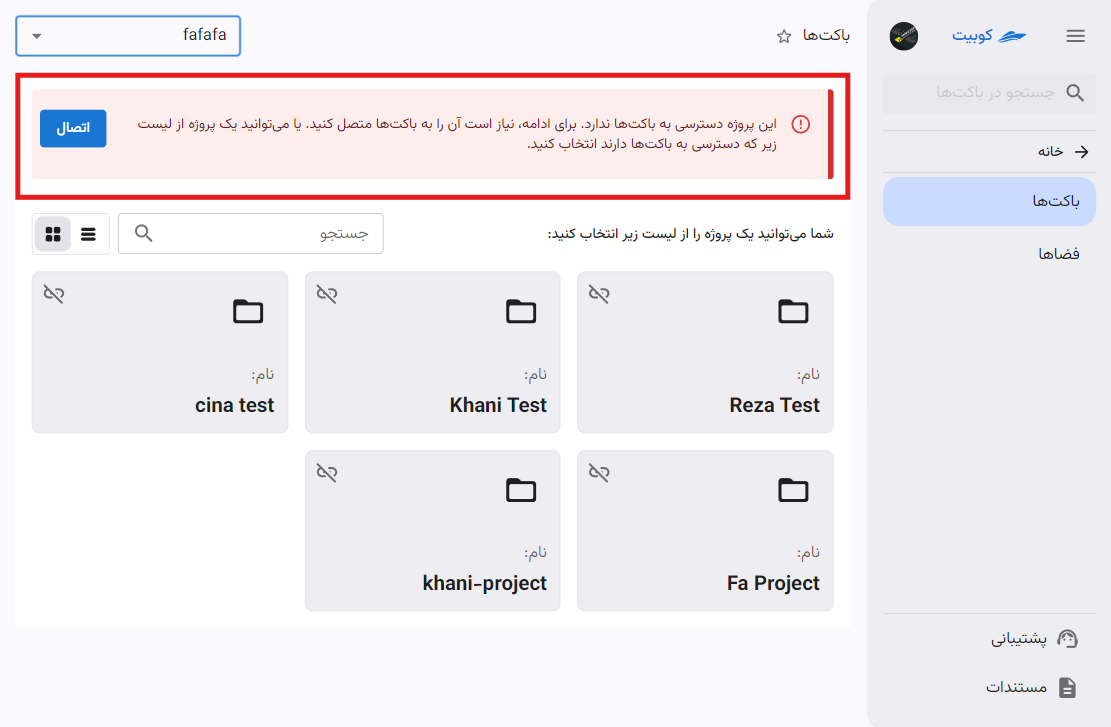 کوبیت
باکت‌ها
fafafa
جستجو در باکت‌ها
خانه
باکت‌ها
فضاها
پشتیبانی
مستندات
این پروژه دسترسی به باکت‌ها ندارد. برای ادامه، نیاز است آن را به باکت‌ها متصل کنید. یا می‌توانید یک پروژه از لیست
زیر که دسترسی به باکت‌ها دارند انتخاب کنید.
اتصال
شما می‌توانید یک پروژه را از لیست زیر انتخاب کنید:
جستجو
نام:
Reza Test
نام:
Khani Test
نام:
cina test
نام:
Fa Project
نام:
khani-project